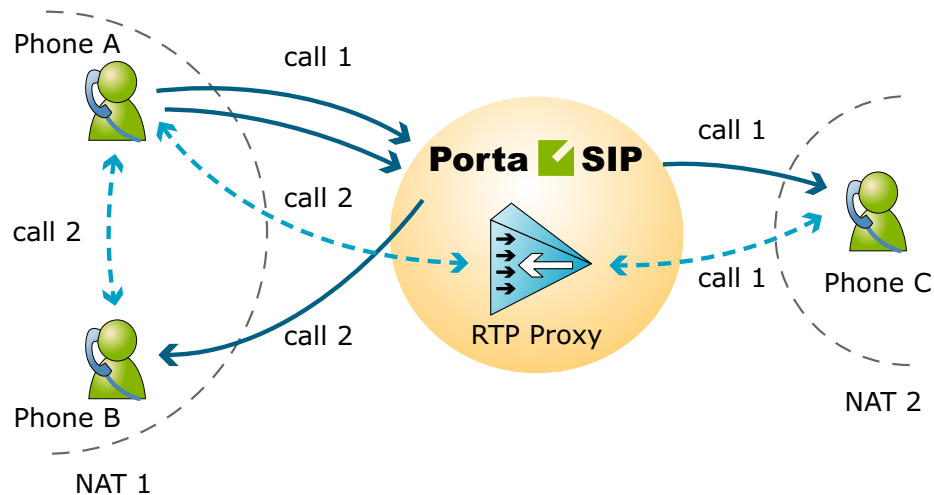 Phone A
call 1
call 1
Porta SIP
call 2
call 2
call 1
Phone C
RTP Proxy
call 2
Phone B
NAT 2
NAT 1